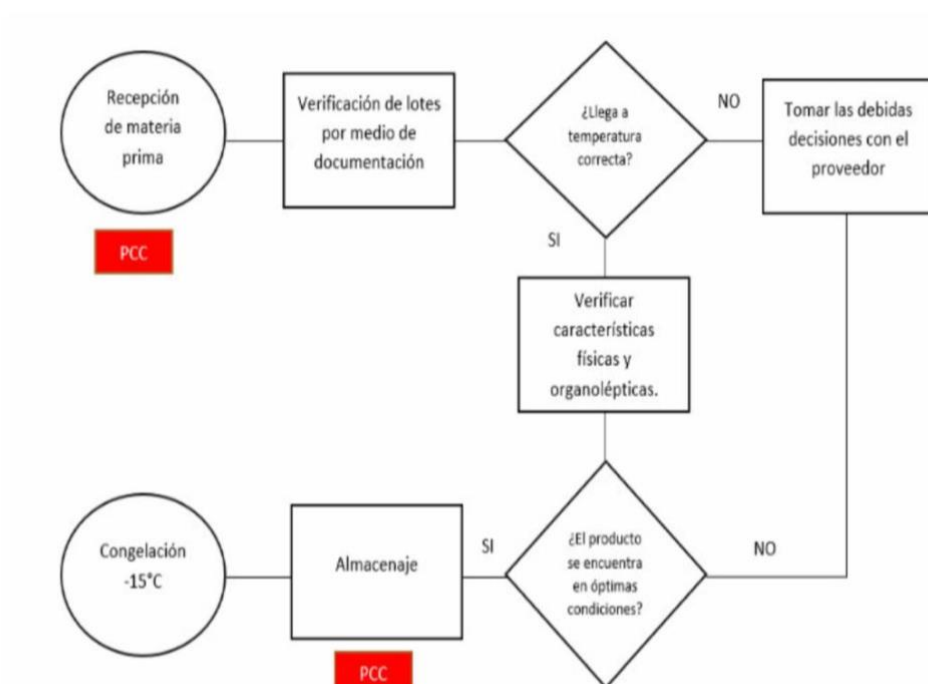 Recepción
de materia
prima
PCC
Verificación de lotes
por medio de
documentación
¿Llega a
temperatura
correcta?
NO
Tomar las debidas
decisiones con el
proveedor
SI
Verificar
características
físicas y
organolépticas.
¿El producto
se encuentra
en óptimas
condiciones?
NO
SI
Almacenaje
PCC
Congelación
-15°C